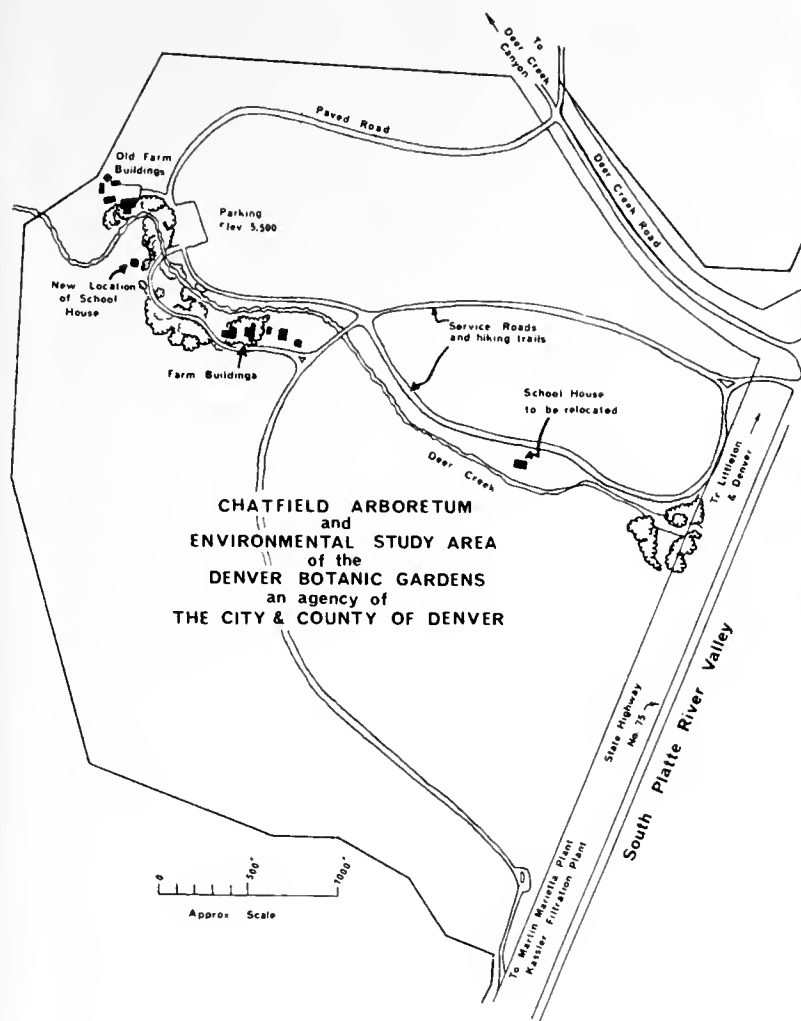 To
Deer Creek
Canyon
Paved Road
Deer Creek Road
Old Farm
Buildings
Parking
Elev 5,500
New Location
of School
House
Service Roads
and hiking trails
Farm Buildings
School House
to be relocated
Deer Creek
To Littleton
& Denver
CHATFIELD ARBORETUM
and
ENVIRONMENTAL STUDY AREA
of the
DENVER BOTANIC GARDENS
an agency of
THE CITY & COUNTY OF DENVER
State Highway
No. 75
South Platte River Valley
0 500' 1000'
Approx Scale
To Martin Marietta Plant
Kassler Filtration Plant